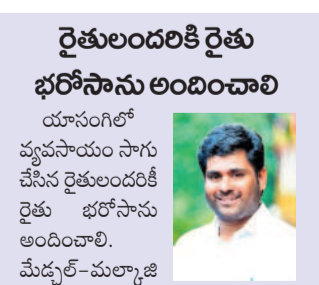 రైతులందరికి రైతు
భరోసాను అందించాలి
యాసంగిలో
వ్యవసాయం సాగు
చేసిన రైతులందరికీ
రైతు భరోసాను
అందించాలి.
మేడ్చల్-మల్కాజి